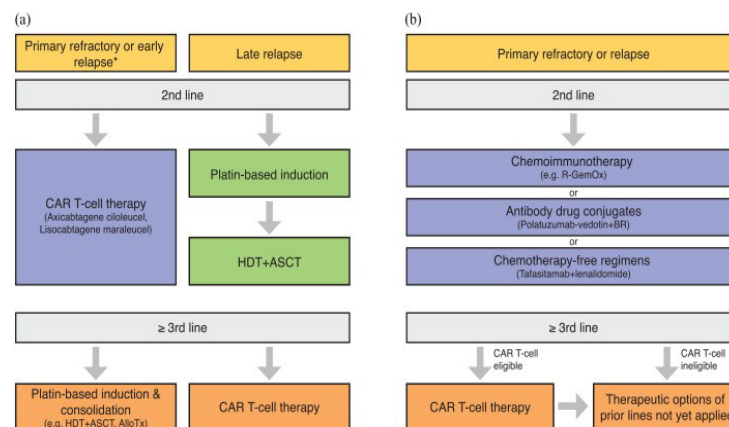 (a)
Primary refractory or early
relapse*
Late relapse
2nd line
CAR T-cell therapy
(Axicabtagene ciloleucel,
Lisocabtagene maraleucel)
Platin-based induction
HDT+ASCT
≥ 3rd line
Platin-based induction &
consolidation
(e.g. HDT+ASCT, AlloTx)
CAR T-cell therapy
(b)
Primary refractory or relapse
2nd line
Chemoimmunotherapy
(e.g. R-GemOx)
or
Antibody drug conjugates
(Polatuzumab-vedotin+BR)
or
Chemotherapy-free regimens
(Tafasitamab+lenalidomide)
≥ 3rd line
CAR T-cell
eligible
CAR T-cell
ineligible
CAR T-cell therapy
Therapeutic options of
prior lines not yet applied